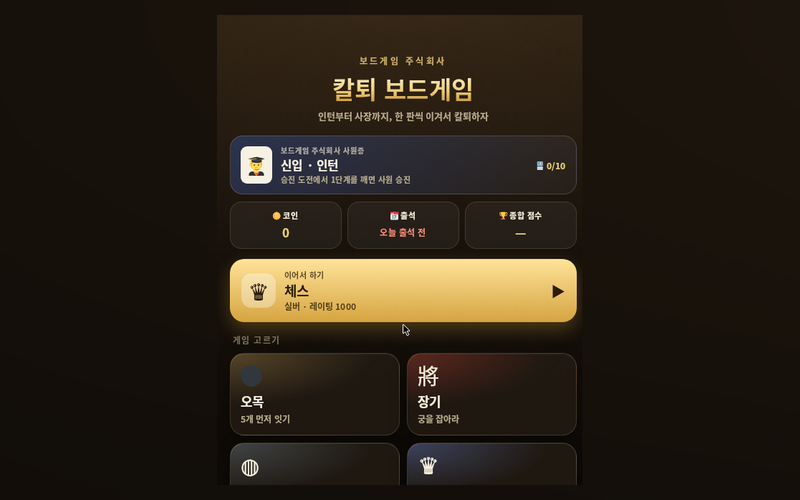 보드게임 주식회사
칼퇴 보드게임
인턴부터 사장까지, 한 판씩 이겨서 칼퇴하자
보드게임 주식회사 사원증
신입 · 인턴
승진 도전에서 1단계를 깨면 사원 승진
0/10
코인
0
출석
오늘 출석 전
종합 점수
—
이어서 하기
체스
실버 · 레이팅 1000
게임 고르기
오목
5개 먼저 잇기
將
장기
궁을 잡아라